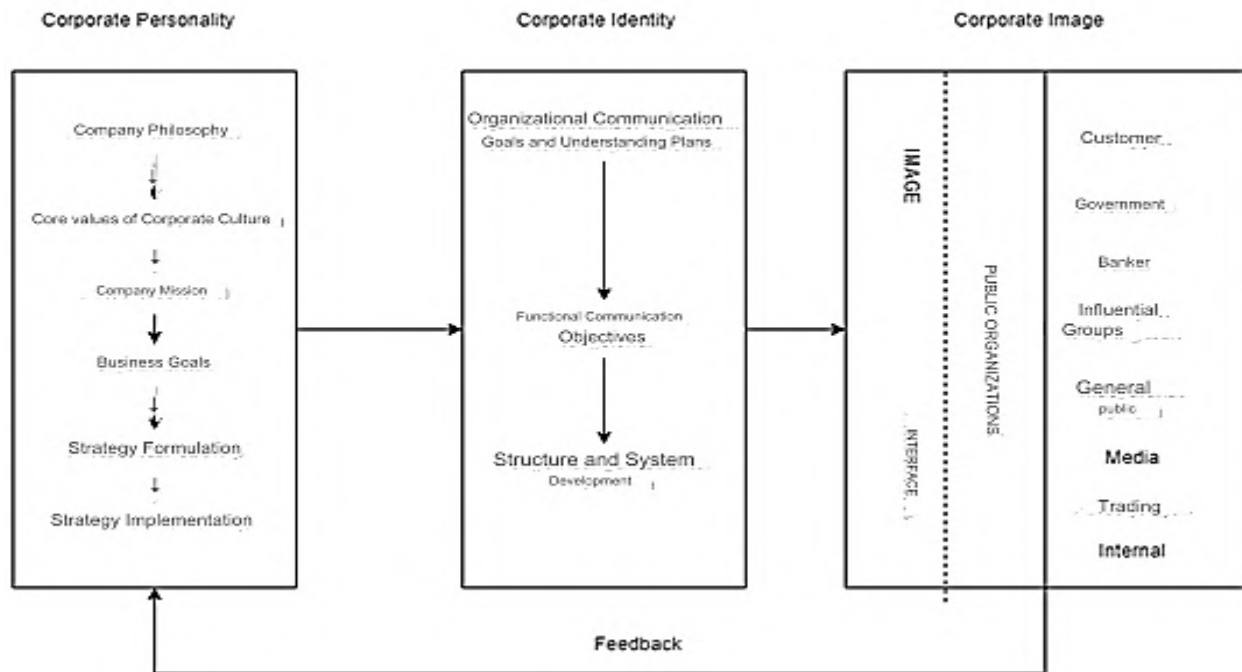 Corporate Personality
Corporate Identity
Corporate Image
Company Philosophy
Core values of Corporate Culture
Company Mission
Business Goals
Strategy Formulation
Strategy Implementation
Organizational Communication
Goals and Understanding Plans
Functional Communication
Objectives
Structure and System
Development
IMAGE
INTERFACE
PUBLIC ORGANIZATIONS
Customer
Government
Banker
Influential
Groups
General
public
Media
Trading
Internal
Feedback